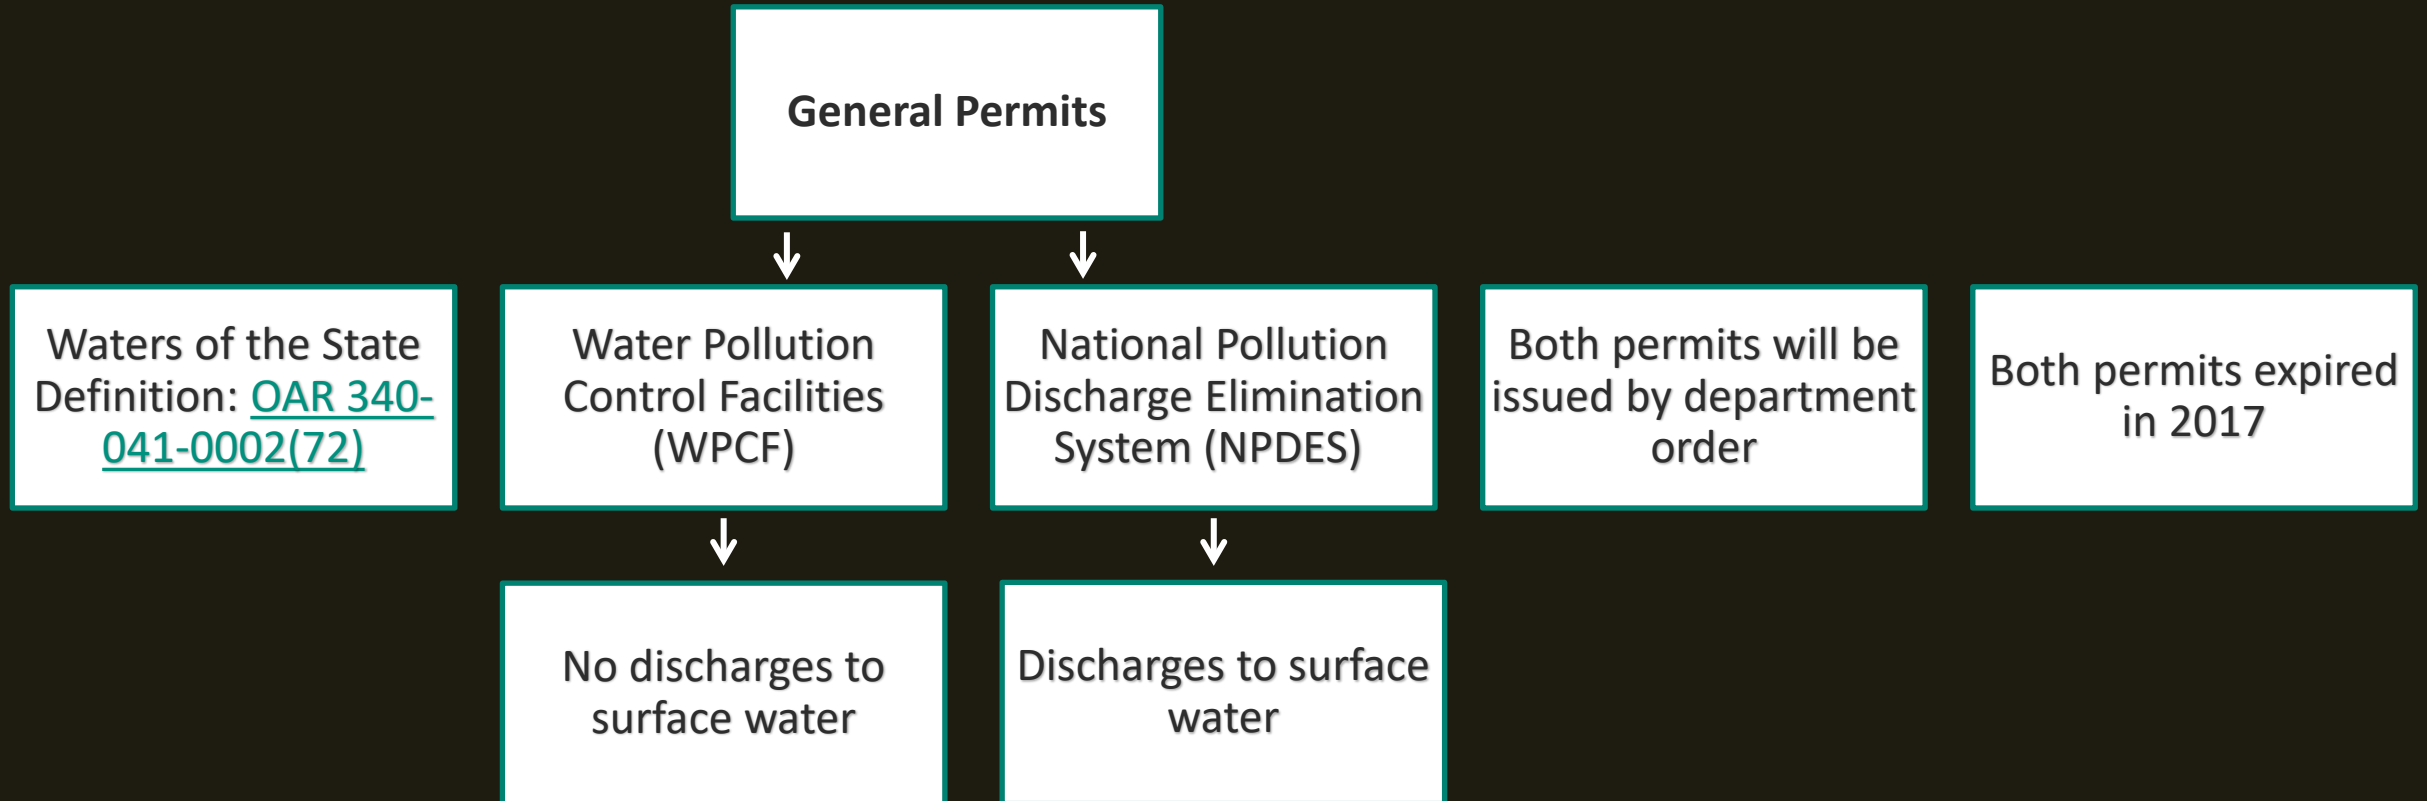 General Permits
Waters of the State
Definition: OAR 340-
041-0002(72)
Water Pollution
Control Facilities
(WPCF)
National Pollution
Discharge Elimination
System (NPDES)
Both permits will be
issued by department
order
Both permits expired
in 2017
No discharges to
surface water
Discharges to surface
water